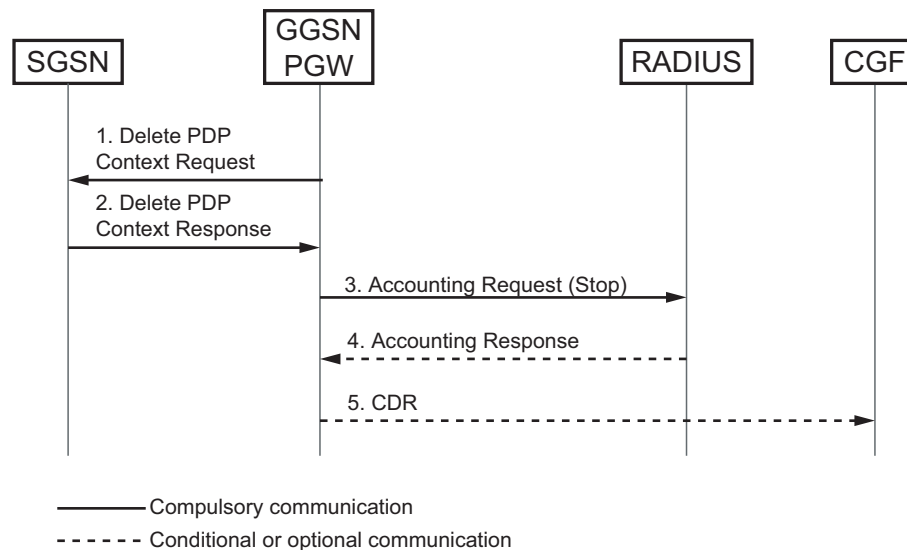 SGSN
GGSN
PGW
RADIUS
CGF
1. Delete PDP
Context Request
2. Delete PDP
Context Response
3. Accounting Request (Stop)
4. Accounting Response
5. CDR
Compulsory communication
Conditional or optional communication